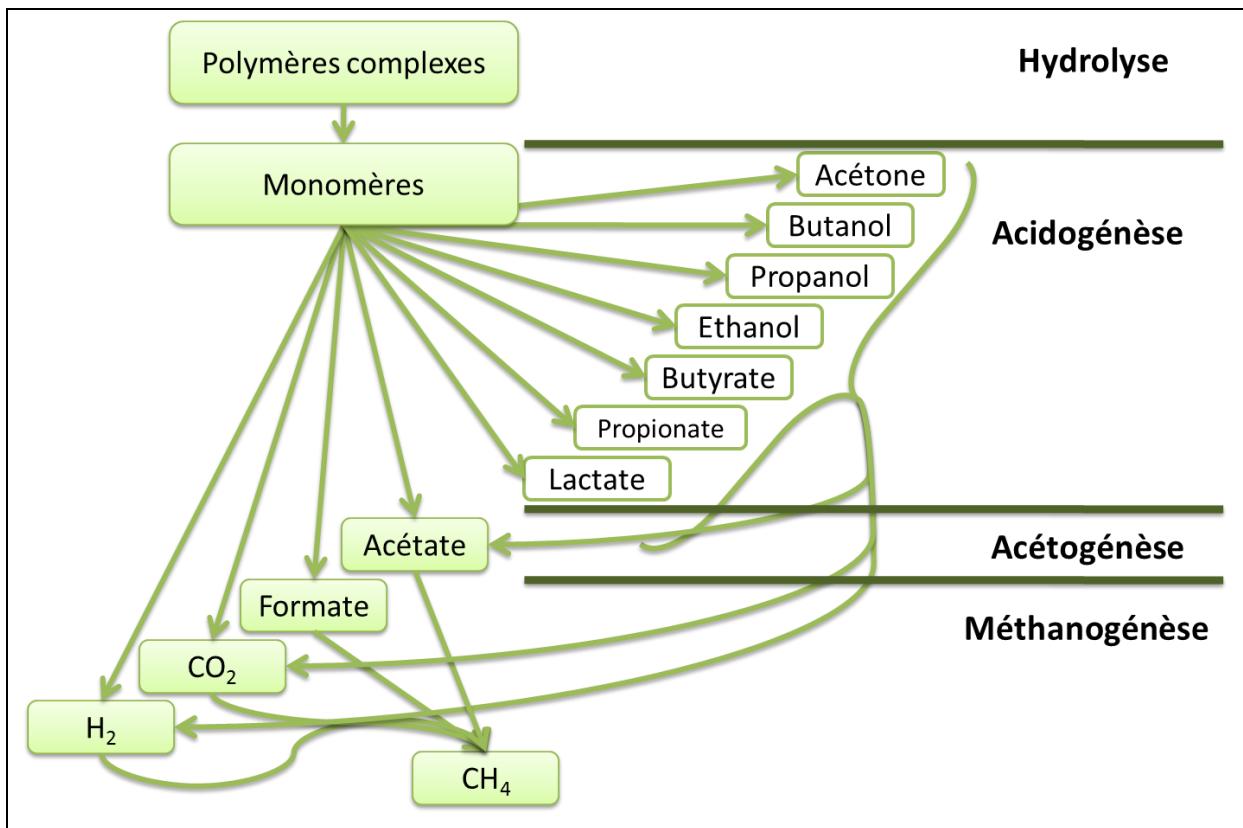 Polymères complexes
Hydrolyse
Monomères
Acétone
Butanol
Acidogénèse
Propanol
Ethanol
Butyrate
Propionate
Lactate
Acétate
Acétogénèse
Formate
Méthanogénèse
CO₂
H₂
CH₄